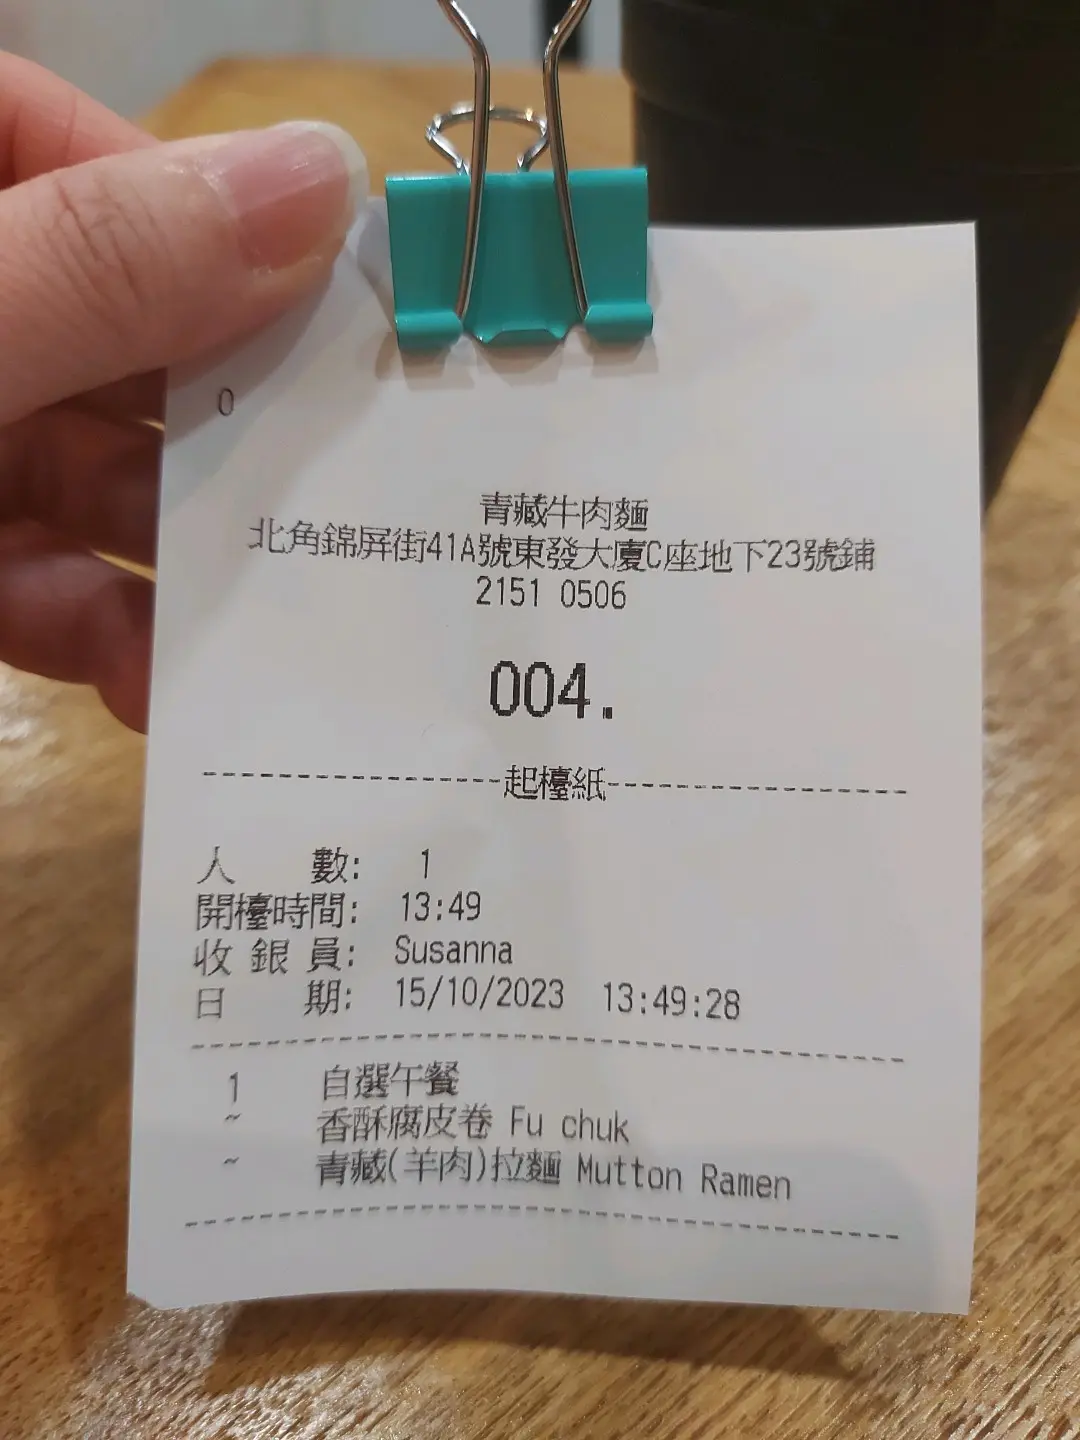 0
青藏牛肉麵
北角錦屏街41A號東發大廈C座地下23號鋪
2151 0506
004.
--------------------起檯紙--------------------
人 數: 1
開檯時間: 13:49
收銀員: Susanna
日 期: 15/10/2023 13:49:28
1 自選午餐
~ 香酥腐皮卷 Fu chuk
~ 青藏(羊肉)拉麵 Mutton Ramen